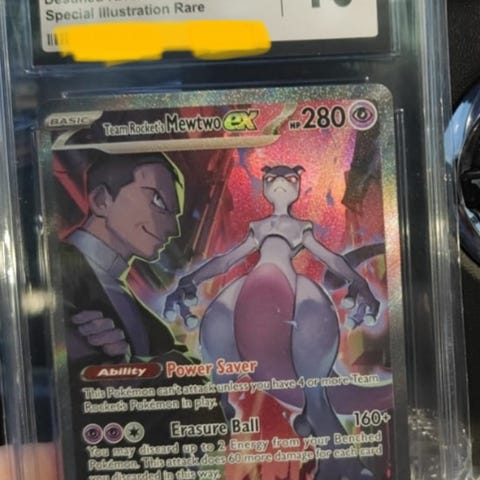 Special Illustration Rare
BASIC Team Rocket's Mewtwo ex HP 280
Ability Power Saver
This Pokémon can't attack unless you have 4 or more Team
Rocket's Pokémon in play.
Erasure Ball 160+
You may discard up to 2 Energy from your Benched
Pokémon. This attack does 60 more damage for each card
you discarded in this way.